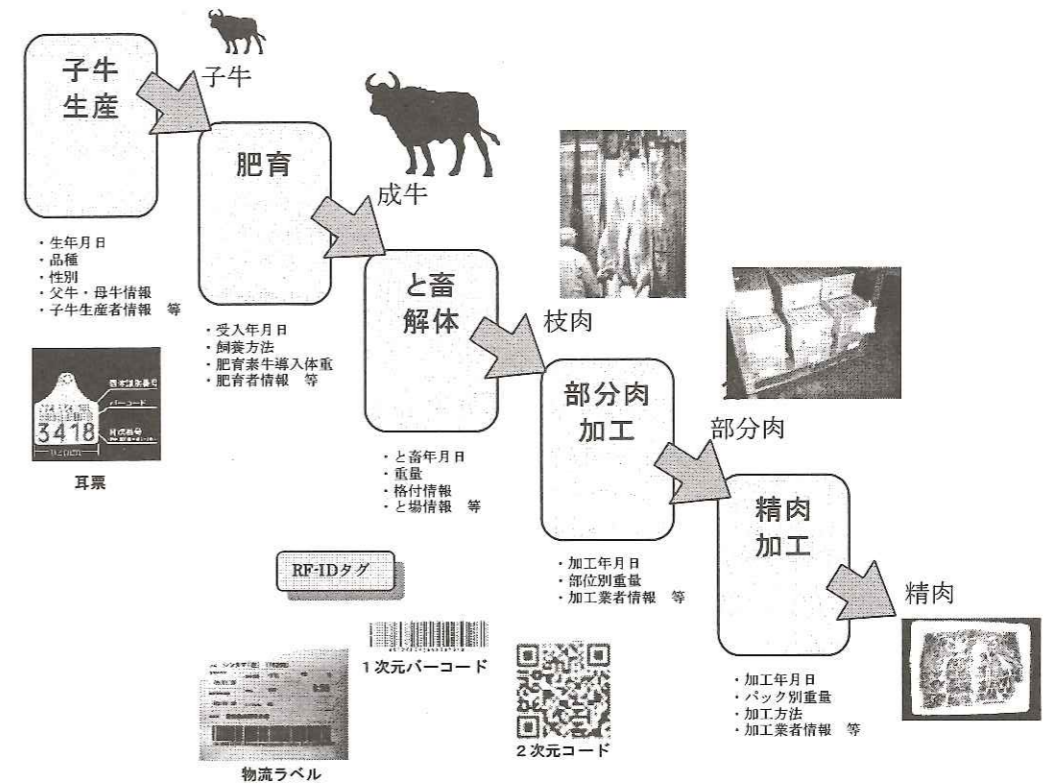 子牛
生産
子牛
・生年月日
・品種
・性別
・父牛・母牛情報
・子牛生産者情報　等
3418
耳票
肥育
成牛
・受入年月日
・飼養方法
・肥育素牛導入体重
・肥育者情報　等
と畜
解体
枝肉
・と畜年月日
・重量
・格付情報
・と場情報　等
部分肉
加工
部分肉
・加工年月日
・部位別重量
・加工業者情報　等
精肉
加工
精肉
・加工年月日
・パック別重量
・加工方法
・加工業者情報　等
RF-IDタグ
1次元バーコード
2次元コード
物流ラベル